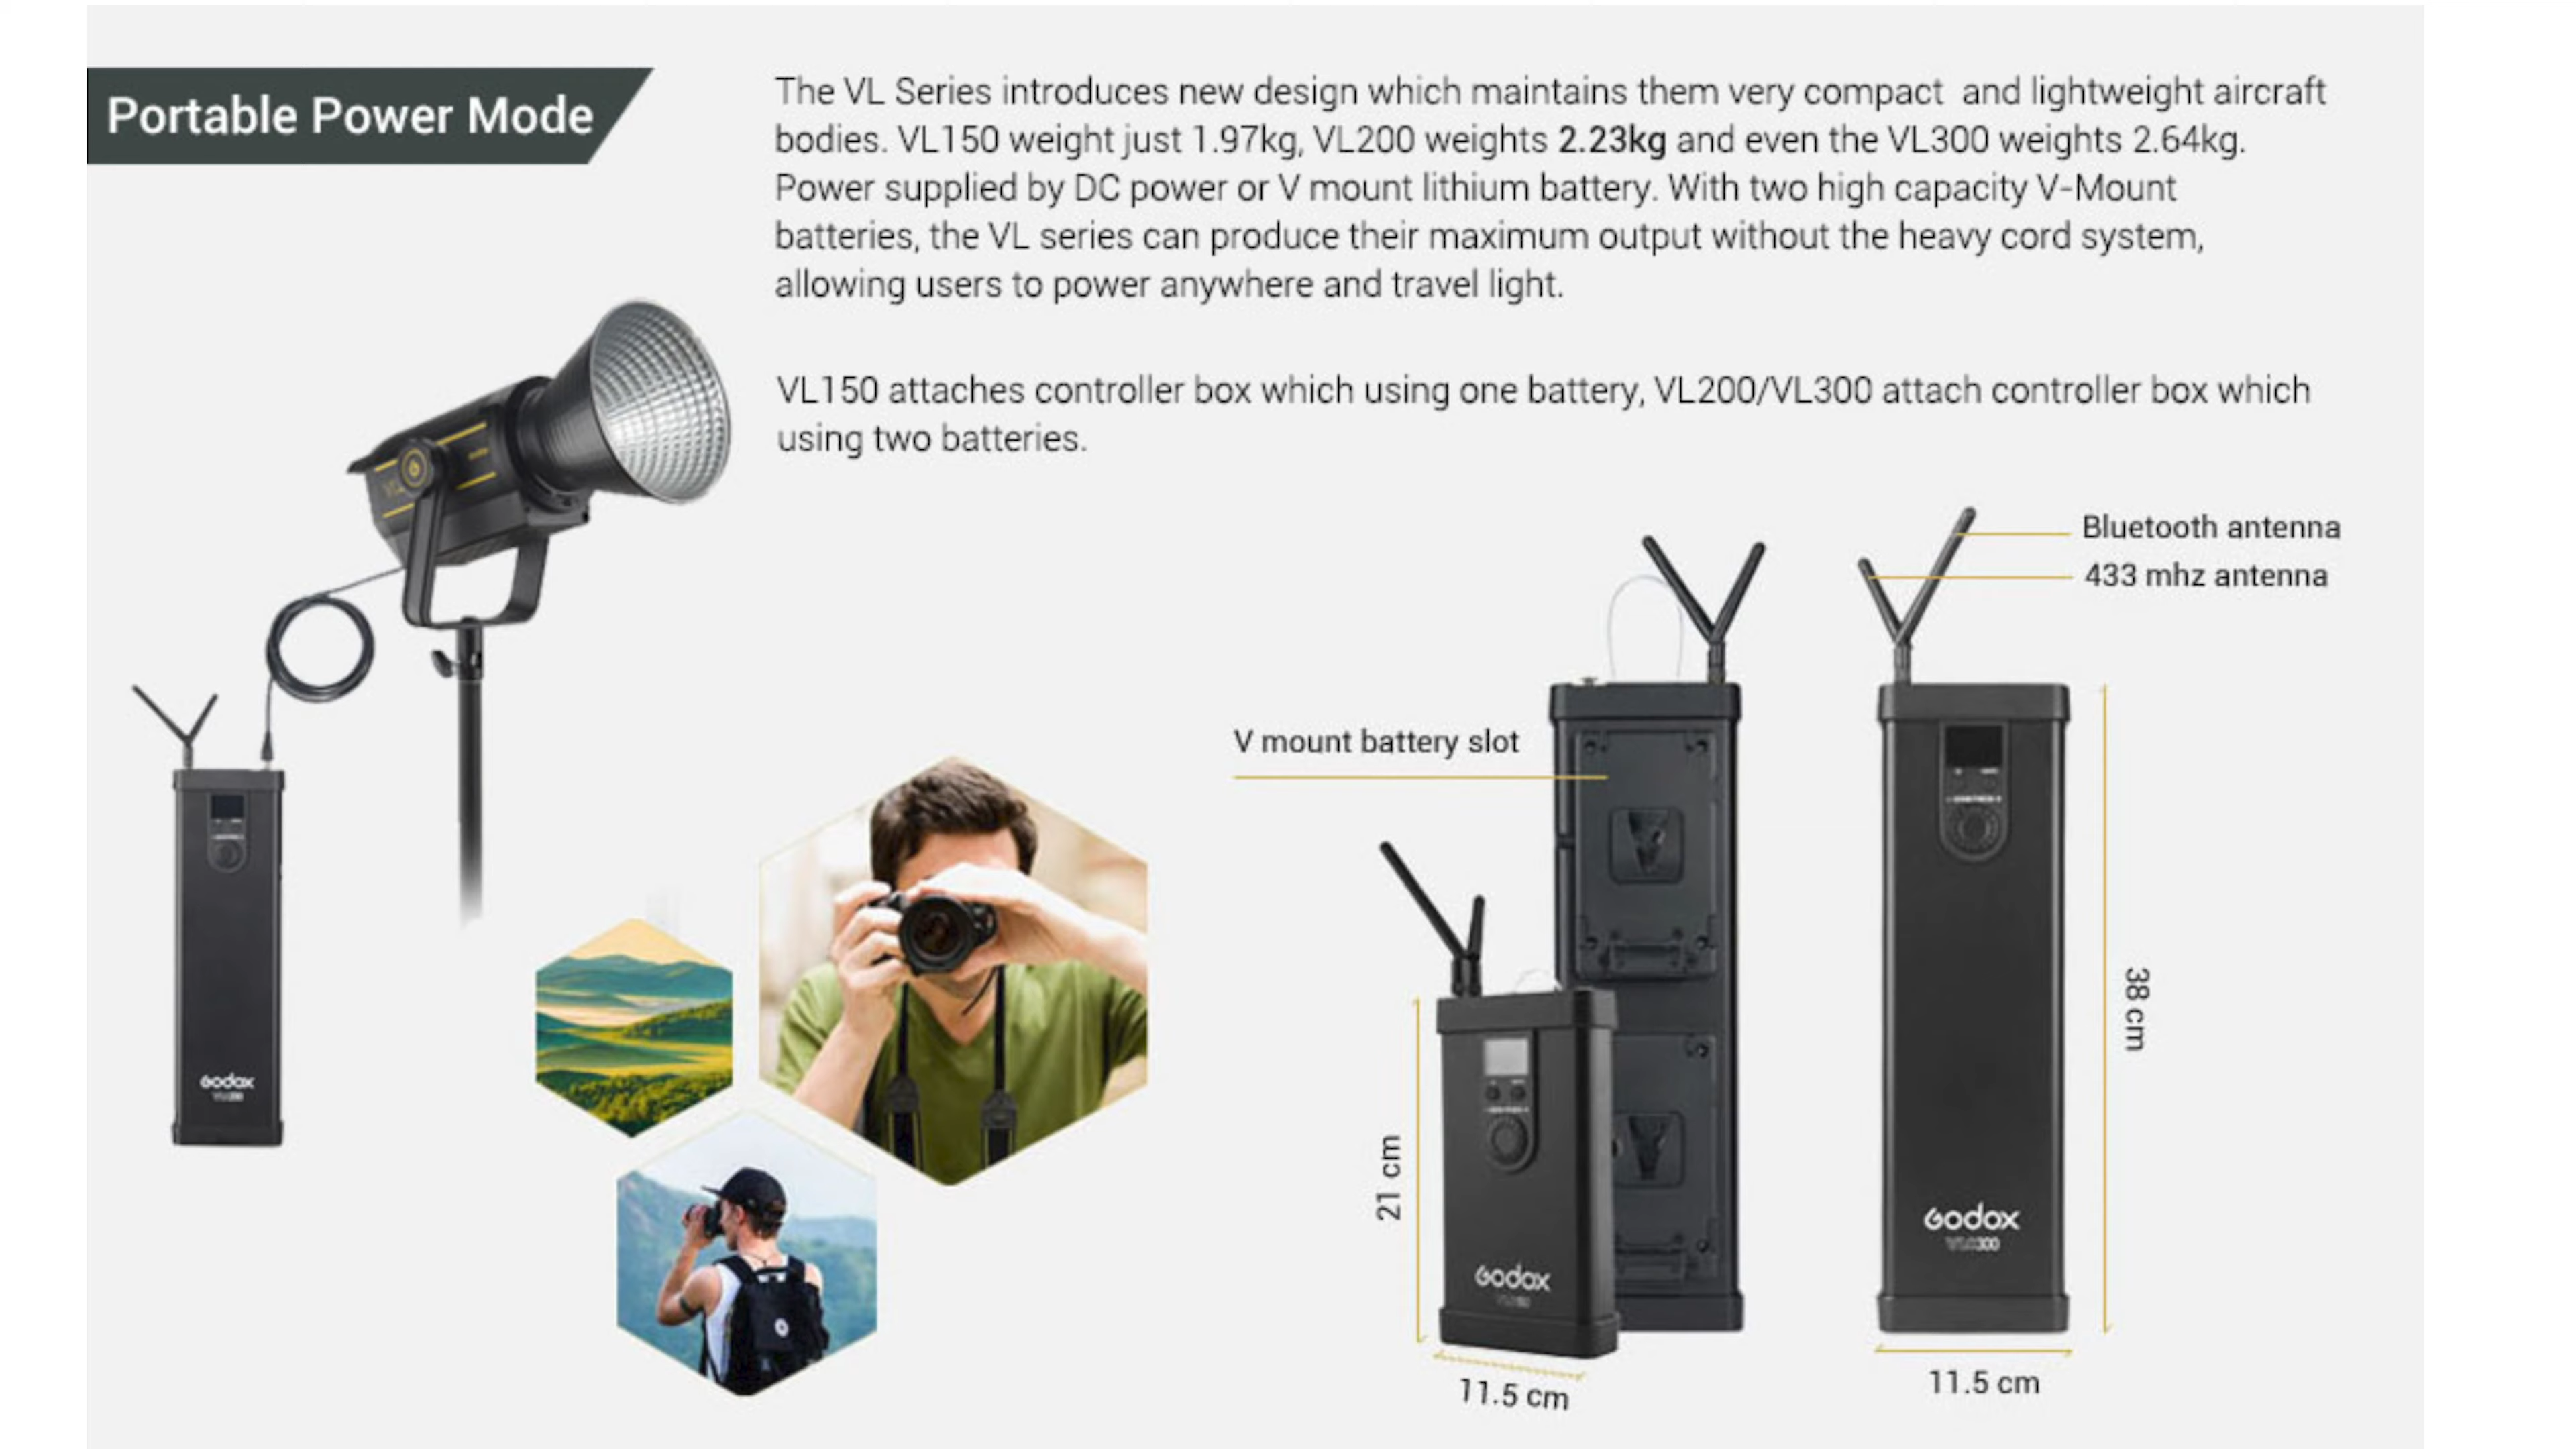 Portable Power Mode
The VL Series introduces new design which maintains them very compact and lightweight aircraft
bodies. VL150 weight just 1.97kg, VL200 weights 2.23kg and even the VL300 weights 2.64kg.
Power supplied by DC power or V mount lithium battery. With two high capacity V-Mount
batteries, the VL series can produce their maximum output without the heavy cord system,
allowing users to power anywhere and travel light.
VL150 attaches controller box which using one battery, VL200/VL300 attach controller box which
using two batteries.
Bluetooth antenna
433 mhz antenna
V mount battery slot
V
V
38 cm
21 cm
Godox
Godox
Godox
11.5 cm
11.5 cm